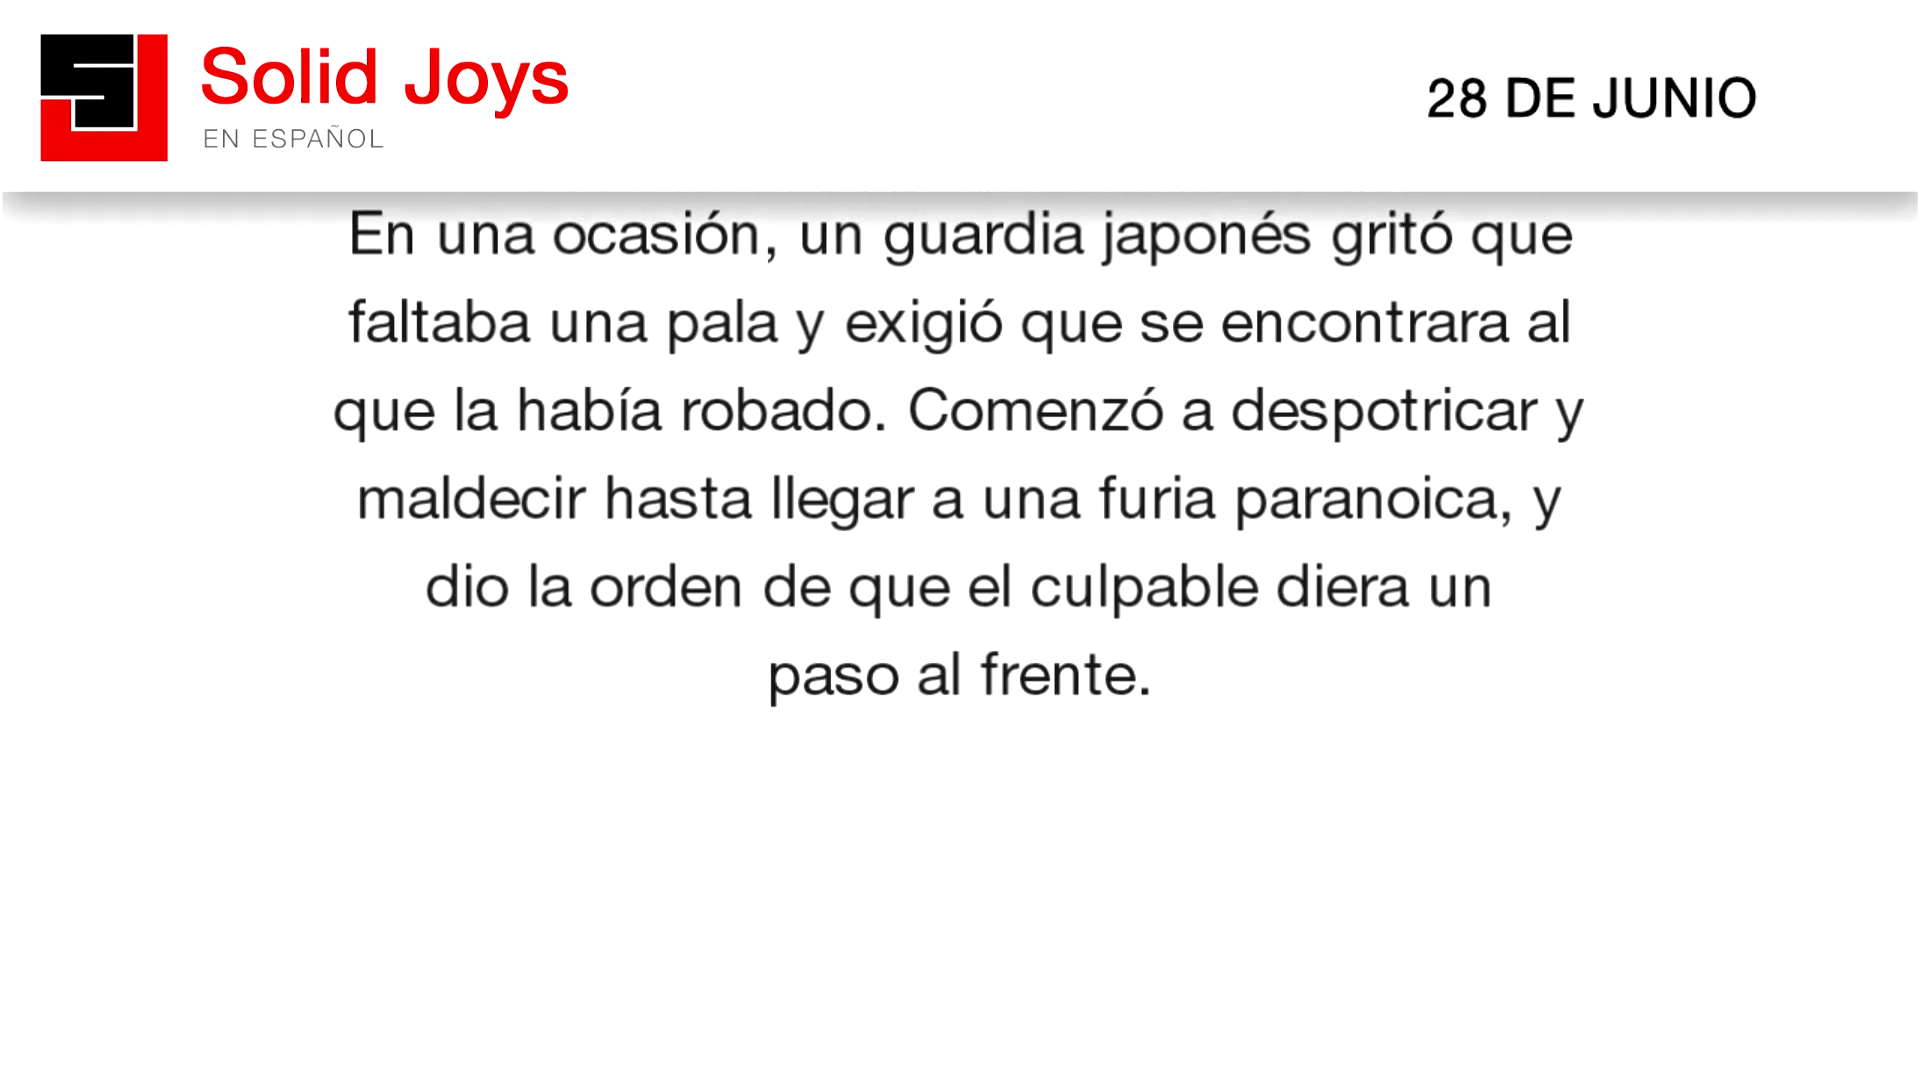 Solid Joys
EN ESPAÑOL
28 DE JUNIO
En una ocasión, un guardia japonés gritó que
faltaba una pala y exigió que se encontrara al
que la había robado. Comenzó a despotricar y
maldecir hasta llegar a una furia paranoica, y
dio la orden de que el culpable diera un
paso al frente.